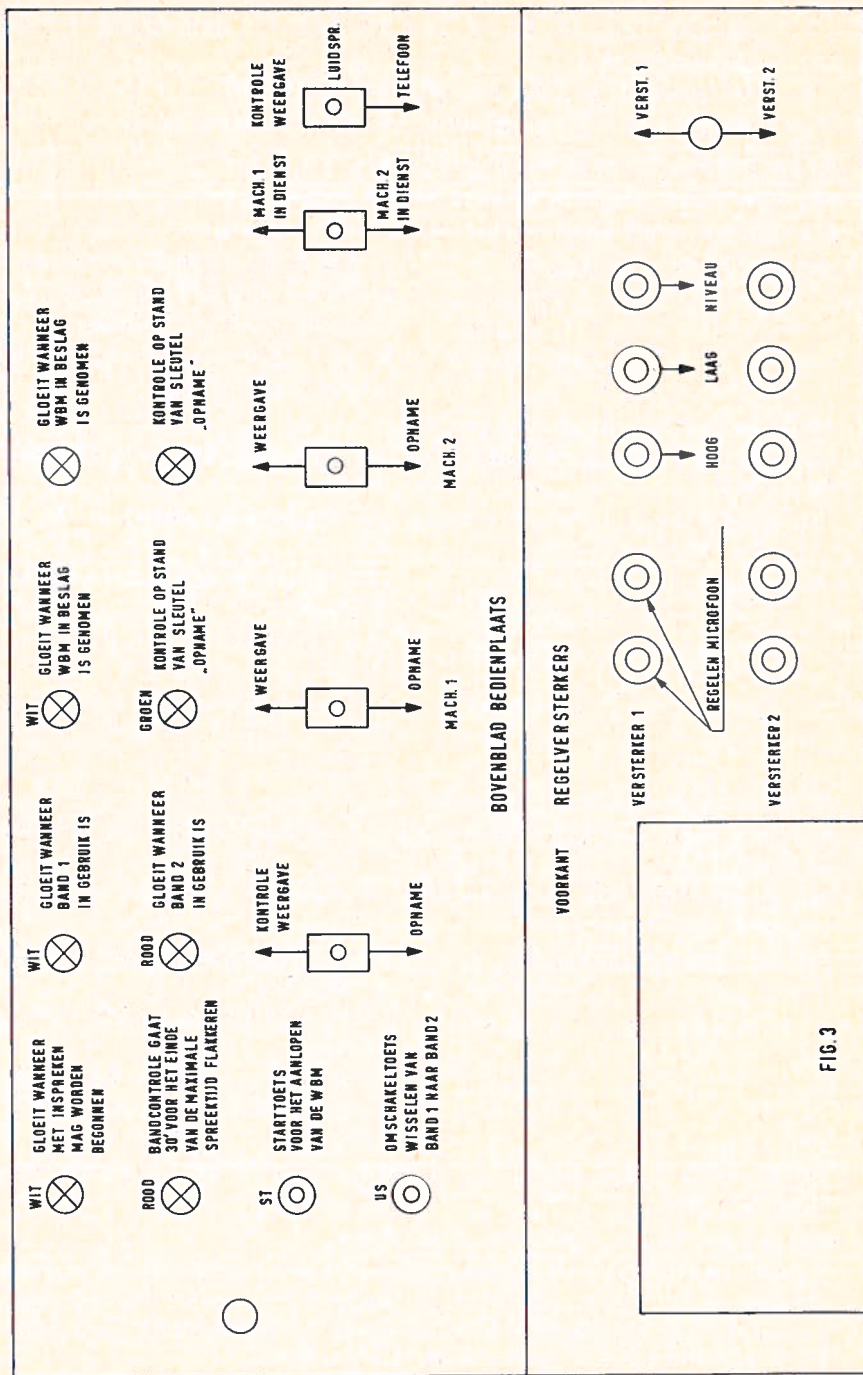 WIT
GLOEIT WANNEER
MET INSPREKEN
MAG WORDEN
BEGONNEN
WIT
GLOEIT WANNEER
BAND 1
IN GEBRUIK IS
WIT
GLOEIT WANNEER
WBM IN BESLAG
IS GENOMEN
GLOEIT WANNEER
WBM IN BESLAG
IS GENOMEN
ROOD
BANDCONTROLE GAAT
30' VOOR HET EINDE
VAN DE MAXIMALE
SPREEKTIJD FLAKKEREN
ROOD
GLOEIT WANNEER
BAND 2
IN GEBRUIK IS
GROEN
KONTROLE OP STAND
VAN SLEUTEL
„OPNAME"
KONTROLE OP STAND
VAN SLEUTEL
„OPNAME"
ST
STARTTOETS
VOOR HET AANLOPEN
VAN DE WBM
KONTROLE
WEERGAVE
OPNAME
WEERGAVE
OPNAME
MACH. 1
WEERGAVE
OPNAME
MACH. 2
MACH. 1
IN DIENST
MACH. 2
IN DIENST
KONTROLE
WEERGAVE
LUIDSPR.
TELEFOON
US
OMSCHAKELTOETS
WISSELEN VAN
BAND 1 NAAR BAND 2
BOVENBLAD BEDIENPLAATS
VOORKANT
REGELVERSTERKERS
VERSTERKER 1
REGELEN MICROFOON
HOOG
LAAG
NIVEAU
VERST. 1
VERST. 2
VERSTERKER 2
FIG. 3